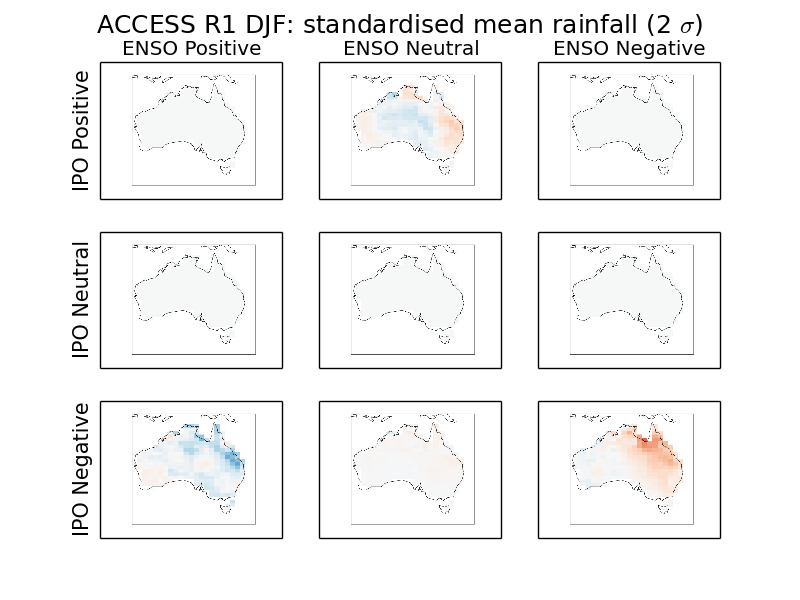 ACCESS R1 DJF: standardised mean rainfall (2 σ)
ENSO Positive ENSO Neutral ENSO Negative
IPO Positive
IPO Neutral
IPO Negative